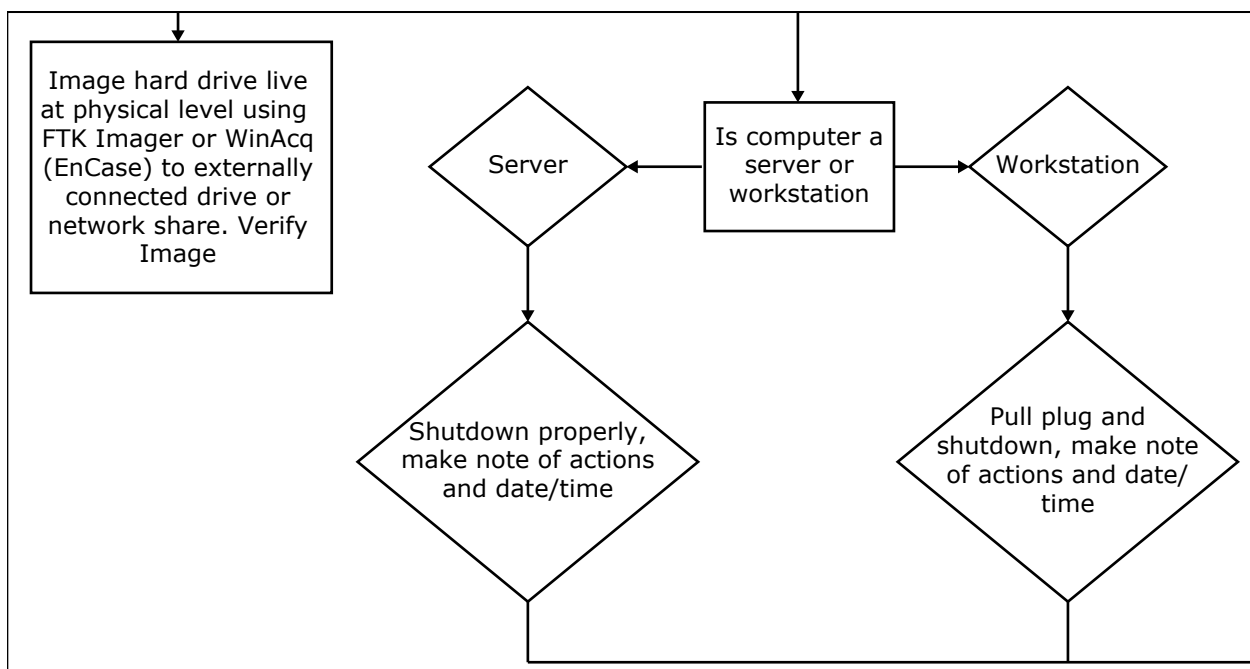 Image hard drive live
at physical level using
FTK Imager or WinAcq
(EnCase) to externally
connected drive or
network share. Verify
Image
Server
Is computer a
server or
workstation
Workstation
Shutdown properly,
make note of actions
and date/time
Pull plug and
shutdown, make note
of actions and date/
time